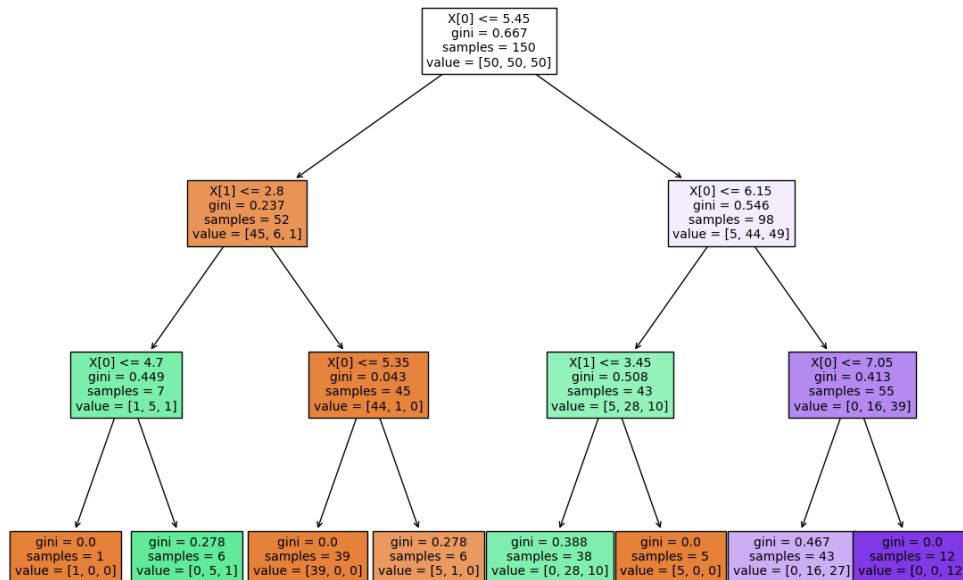 X[0] <= 5.45
gini = 0.667
samples = 150
value = [50, 50, 50]
X[1] <= 2.8
gini = 0.237
samples = 52
value = [45, 6, 1]
X[0] <= 6.15
gini = 0.546
samples = 98
value = [5, 44, 49]
X[0] <= 4.7
gini = 0.449
samples = 7
value = [1, 5, 1]
X[0] <= 5.35
gini = 0.043
samples = 45
value = [44, 1, 0]
X[1] <= 3.45
gini = 0.508
samples = 43
value = [5, 28, 10]
X[0] <= 7.05
gini = 0.413
samples = 55
value = [0, 16, 39]
gini = 0.0
samples = 1
value = [1, 0, 0]
gini = 0.278
samples = 6
value = [0, 5, 1]
gini = 0.0
samples = 39
value = [39, 0, 0]
gini = 0.278
samples = 6
value = [5, 1, 0]
gini = 0.388
samples = 38
value = [0, 28, 10]
gini = 0.0
samples = 5
value = [5, 0, 0]
gini = 0.467
samples = 43
value = [0, 16, 27]
gini = 0.0
samples = 12
value = [0, 0, 12]